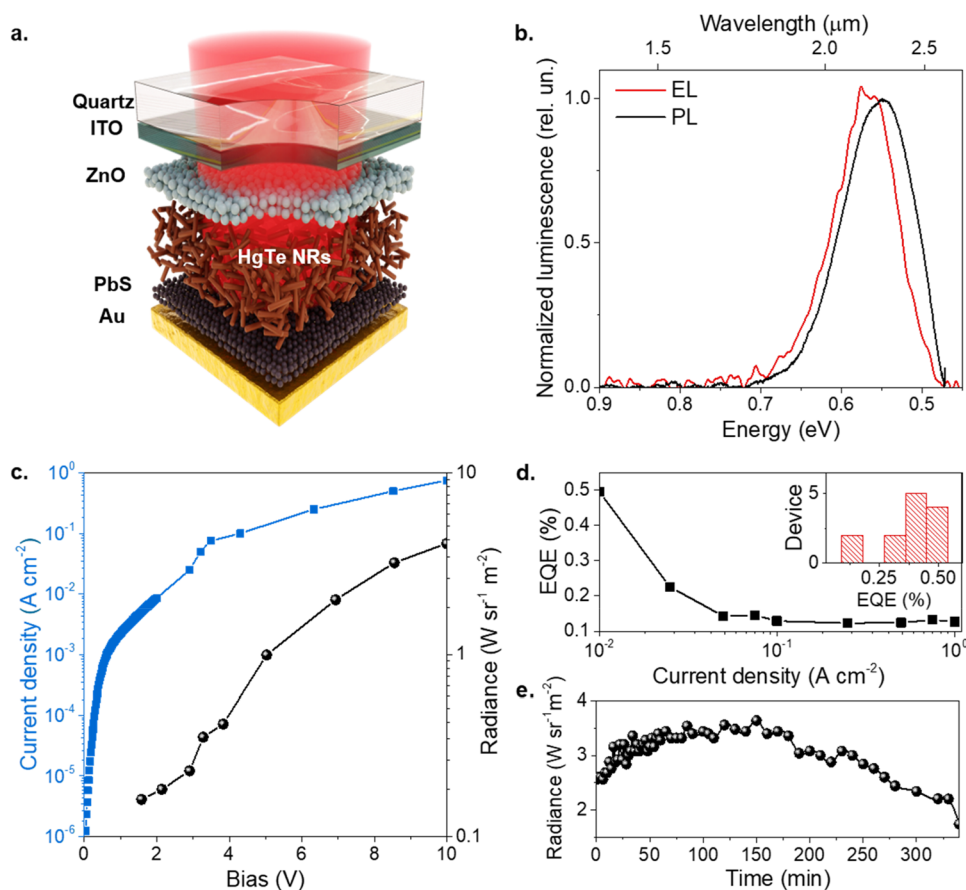 a.
Quartz
ITO
ZnO
HgTe NRs
PbS
Au
b.
Wavelength (μm)
1.5 2.0 2.5
EL
PL
Normalized luminescence (rel. un.)
1.0
0.5
0.0
0.9 0.8 0.7 0.6 0.5
Energy (eV)
c.
Current density (A cm⁻²)
10⁰
10⁻¹
10⁻²
10⁻³
10⁻⁴
10⁻⁵
10⁻⁶
0 2 4 6 8 10
Bias (V)
10
1
0.1
Radiance (W sr⁻¹ m⁻²)
d.
EQE (%)
0.5
0.4
0.3
0.2
0.1
10⁻² 10⁻¹ 10⁰
Current density (A cm⁻²)
Device
5
0
0.25 0.50
EQE (%)
e.
Radiance (W sr⁻¹m⁻²)
4
3
2
0 50 100 150 200 250 300
Time (min)